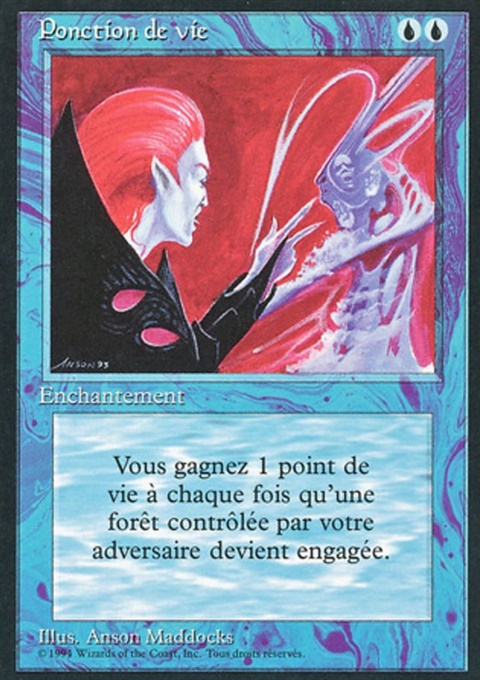 Ponction de vie
ANSON 93
Enchantement
Vous gagnez 1 point de
vie à chaque fois qu'une
forêt contrôlée par votre
adversaire devient engagée.
Illus. Anson Maddocks
© 1994 Wizards of the Coast, Inc. Tous droits réservés.